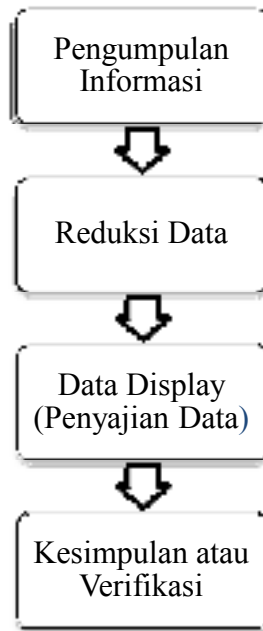 Pengumpulan
Informasi
Reduksi Data
Data Display
(Penyajian Data)
Kesimpulan atau
Verifikasi